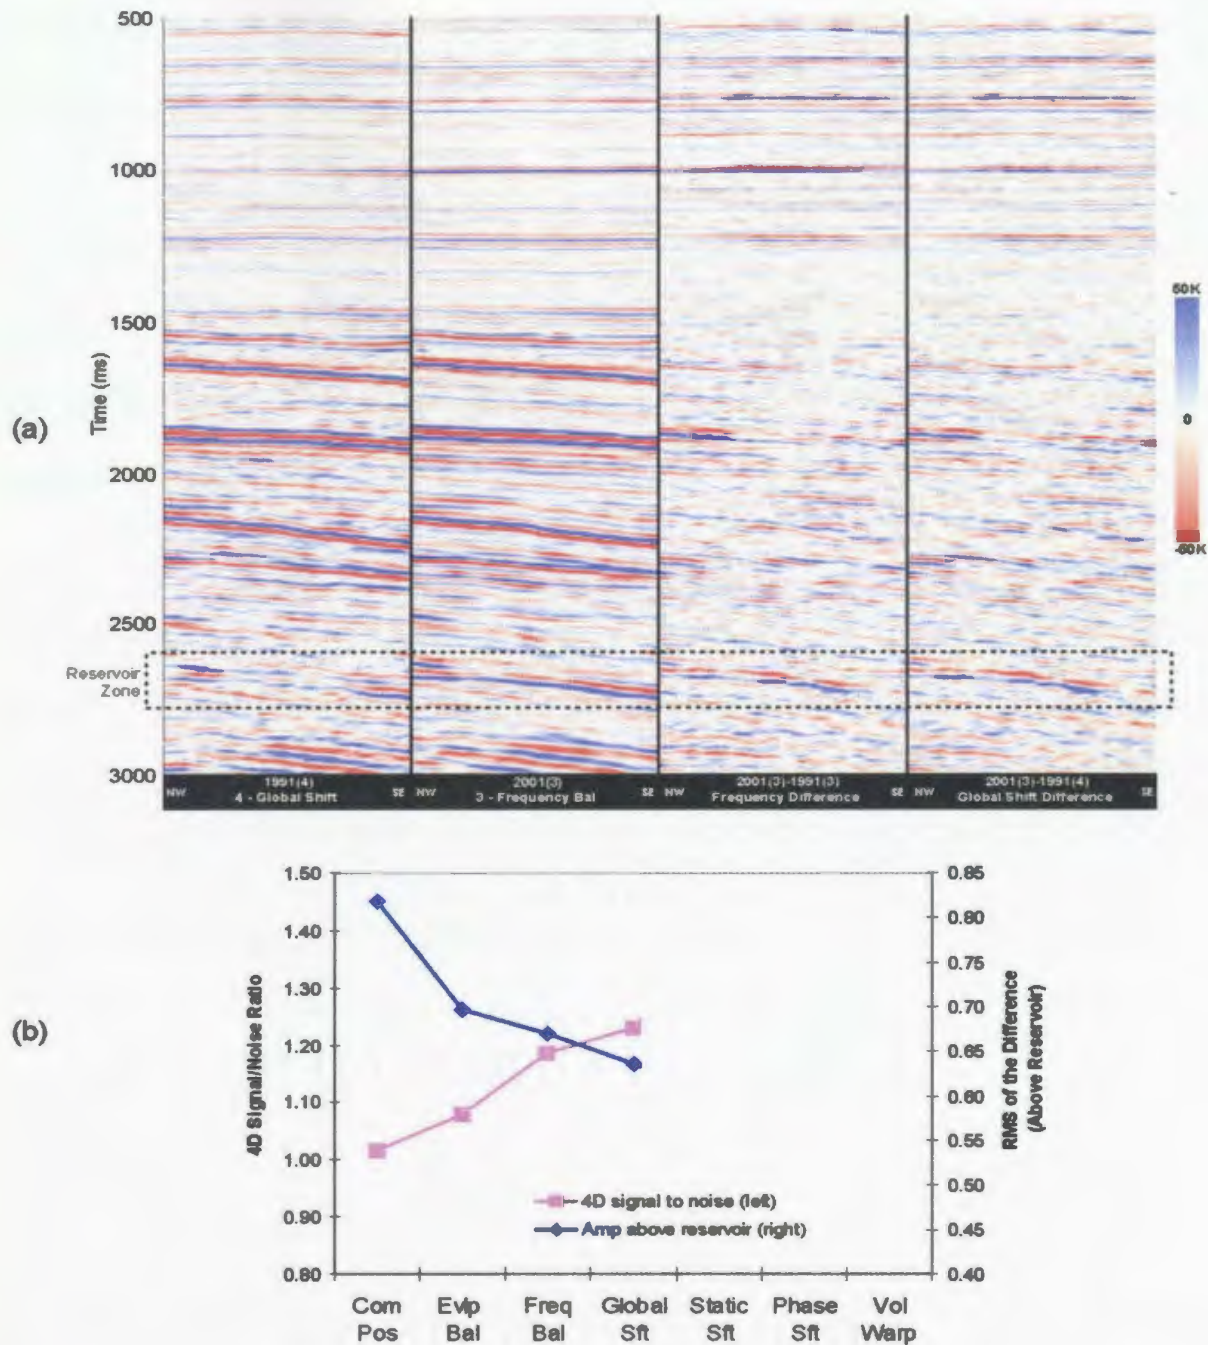 (a)
Time (ms)
500
1000
1500
2000
2500
3000
Reservoir
Zone
50K
0
-50K
1991(4)
NW 4 - Global Shift SE
2001(3)
NW 3 - Frequency Bal SE
2001(3)-1991(3)
NW Frequency Difference SE
2001(3)-1991(4)
NW Global Shift Difference SE
(b)
4D Signal/Noise Ratio
1.50
1.40
1.30
1.20
1.10
1.00
0.90
0.80
0.85
0.80
0.75
0.70
0.65
0.60
0.55
0.50
0.45
0.40
RMS of the Difference
(Above Reservoir)
4D signal to noise (left)
Amp above reservoir (right)
Com Evlp Freq Global Static Phase Vol
Pos Bal Bal Sft Sft Sft Warp